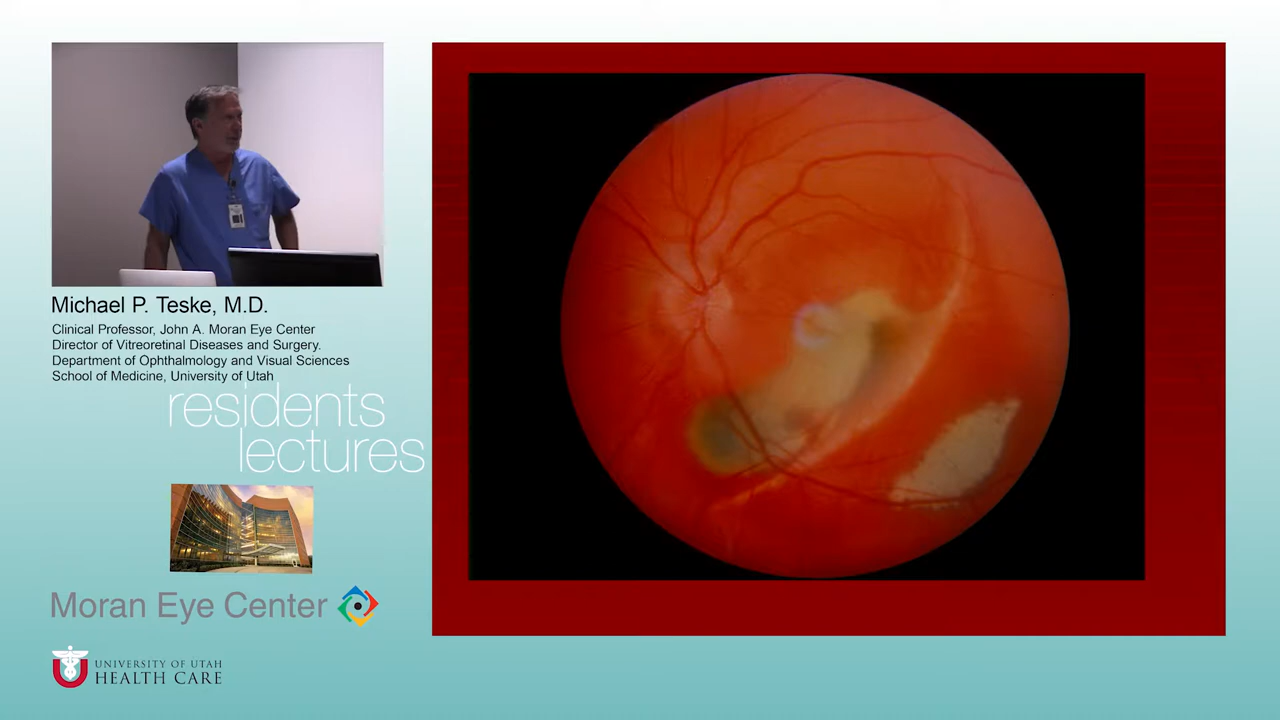 Michael P. Teske, M.D.
Clinical Professor, John A. Moran Eye Center
Director of Vitreoretinal Diseases and Surgery.
Department of Ophthalmology and Visual Sciences
School of Medicine, University of Utah
residents
lectures
Moran Eye Center
UNIVERSITY OF UTAH
HEALTH CARE